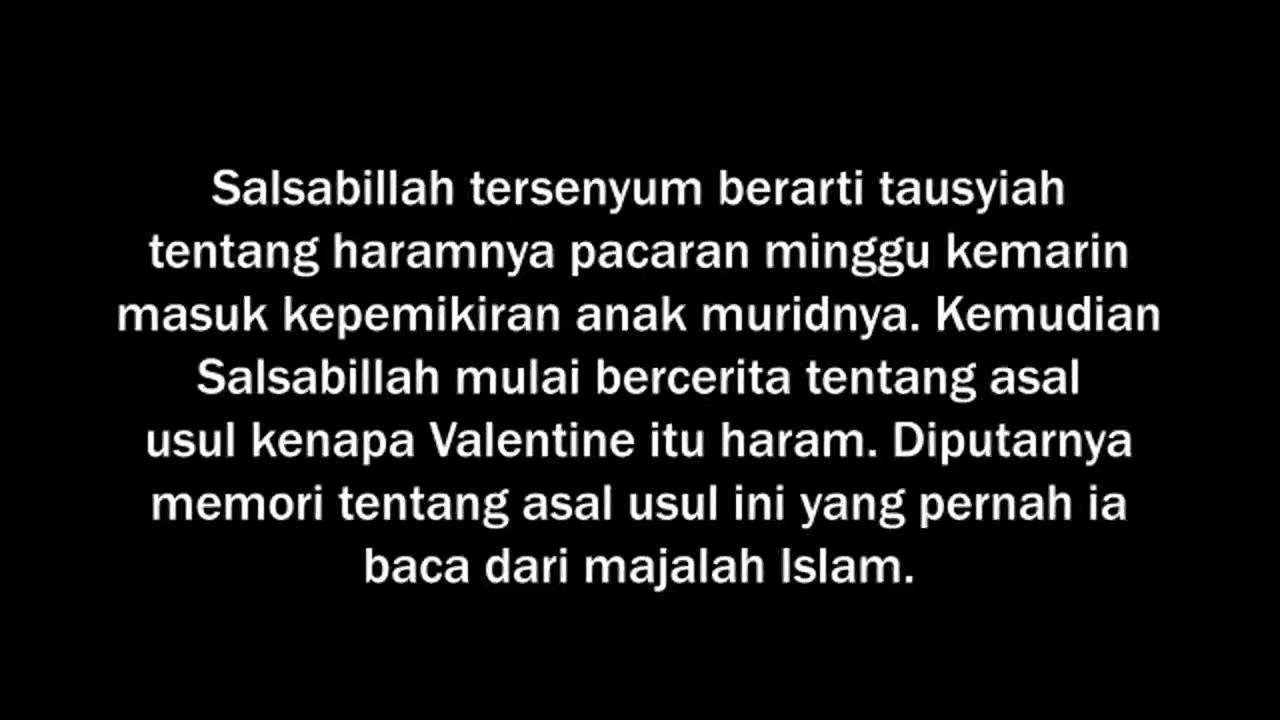 Salsabillah tersenyum berarti tausyiah
tentang haramnya pacaran minggu kemarin
masuk kepemikiran anak muridnya. Kemudian
Salsabillah mulai bercerita tentang asal
usul kenapa Valentine itu haram. Diputarnya
memori tentang asal usul ini yang pernah ia
baca dari majalah Islam.